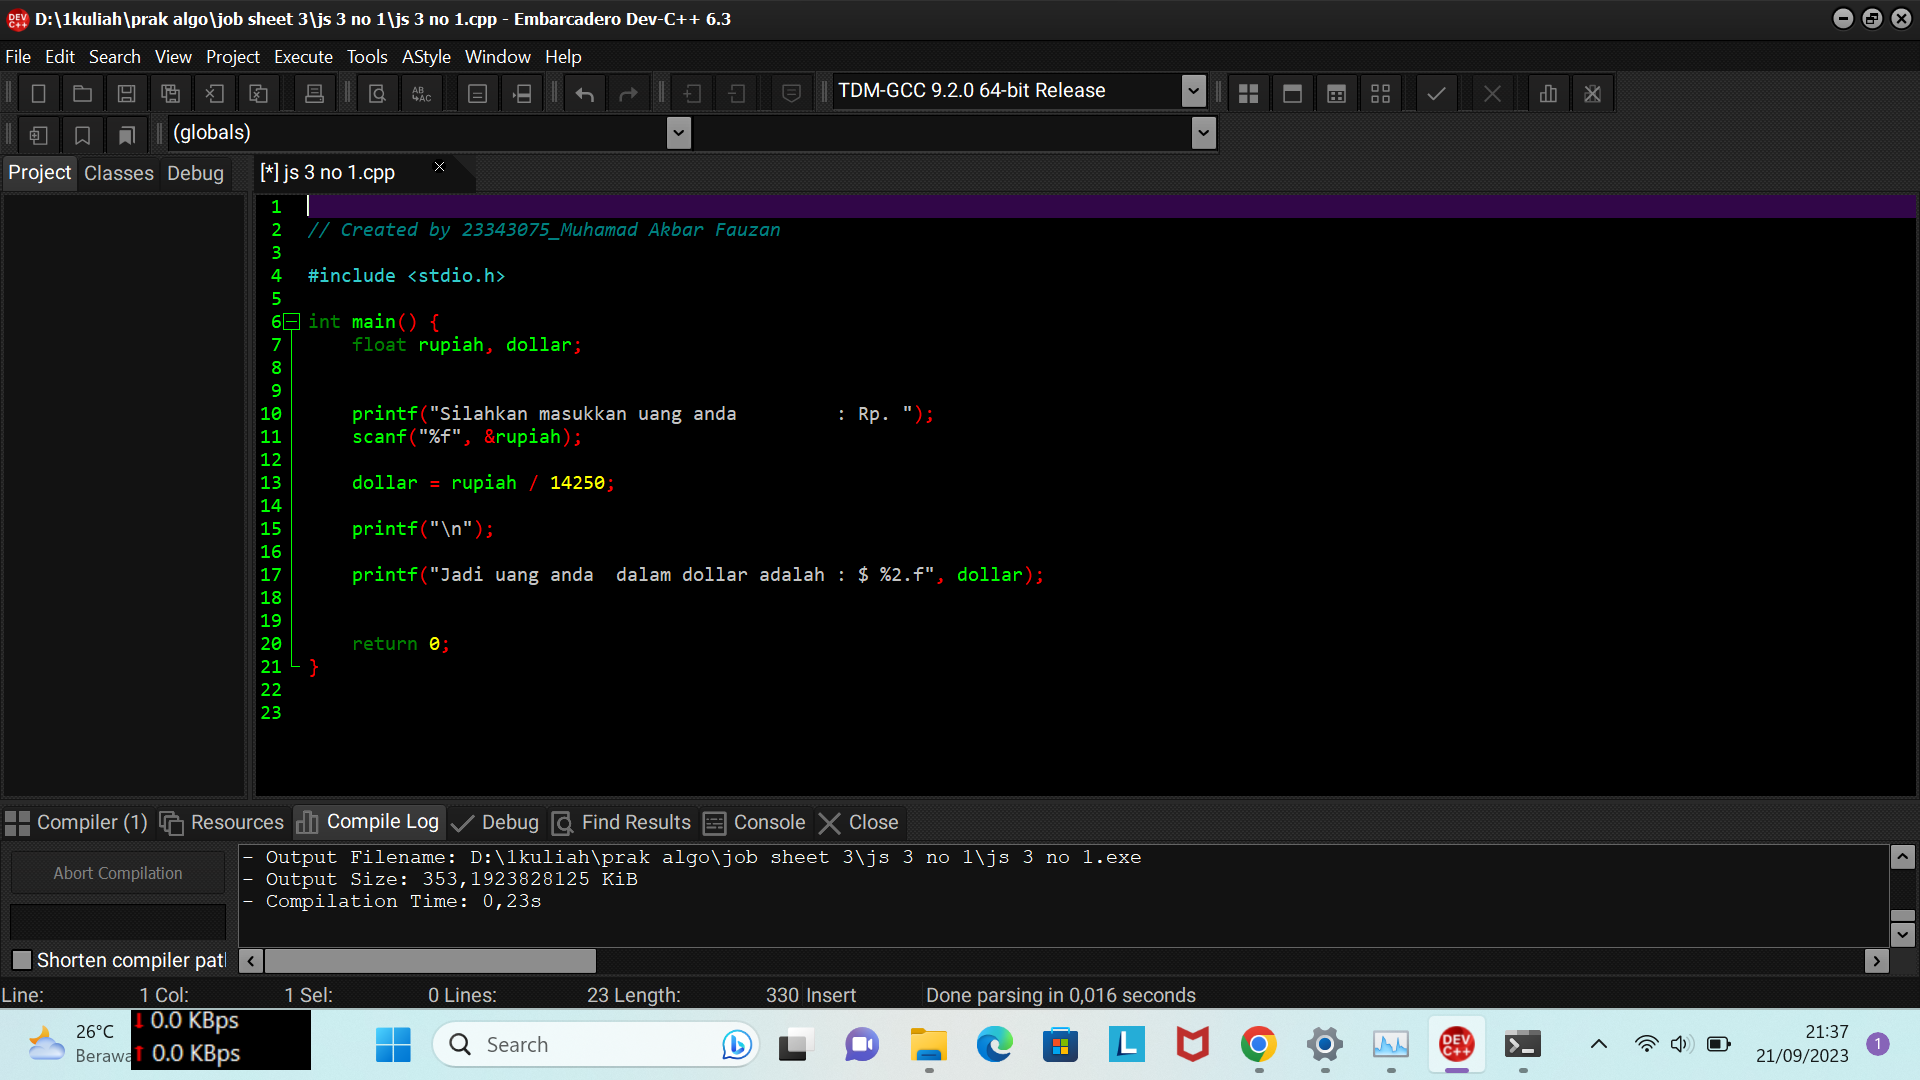 D:\1kuliah\prak algo\job sheet 3\js 3 no 1\js 3 no 1.cpp - Embarcadero Dev-C++ 6.3
File Edit Search View Project Execute Tools AStyle Window Help
TDM-GCC 9.2.0 64-bit Release
(globals)
Project Classes Debug [*] js 3 no 1.cpp
1
2 // Created by 23343075_Muhamad Akbar Fauzan
3
4 #include <stdio.h>
5
6 int main() {
7 float rupiah, dollar;
8
9
10 printf("Silahkan masukkan uang anda         : Rp. ");
11 scanf("%f", &rupiah);
12
13 dollar = rupiah / 14250;
14
15 printf("\n");
16
17 printf("Jadi uang anda  dalam dollar adalah : $ %2.f", dollar);
18
19
20 return 0;
21 }
22
23
Compiler (1) Resources Compile Log Debug Find Results Console Close
Abort Compilation
- Output Filename: D:\1kuliah\prak algo\job sheet 3\js 3 no 1\js 3 no 1.exe
- Output Size: 353,1923828125 KiB
- Compilation Time: 0,23s
Shorten compiler pat
Line: 1 Col: 1 Sel: 0 Lines: 23 Length: 330 Insert Done parsing in 0,016 seconds
26°C
Berawa
0.0 KBps
0.0 KBps
Search
DEV C++
21:37
21/09/2023
1